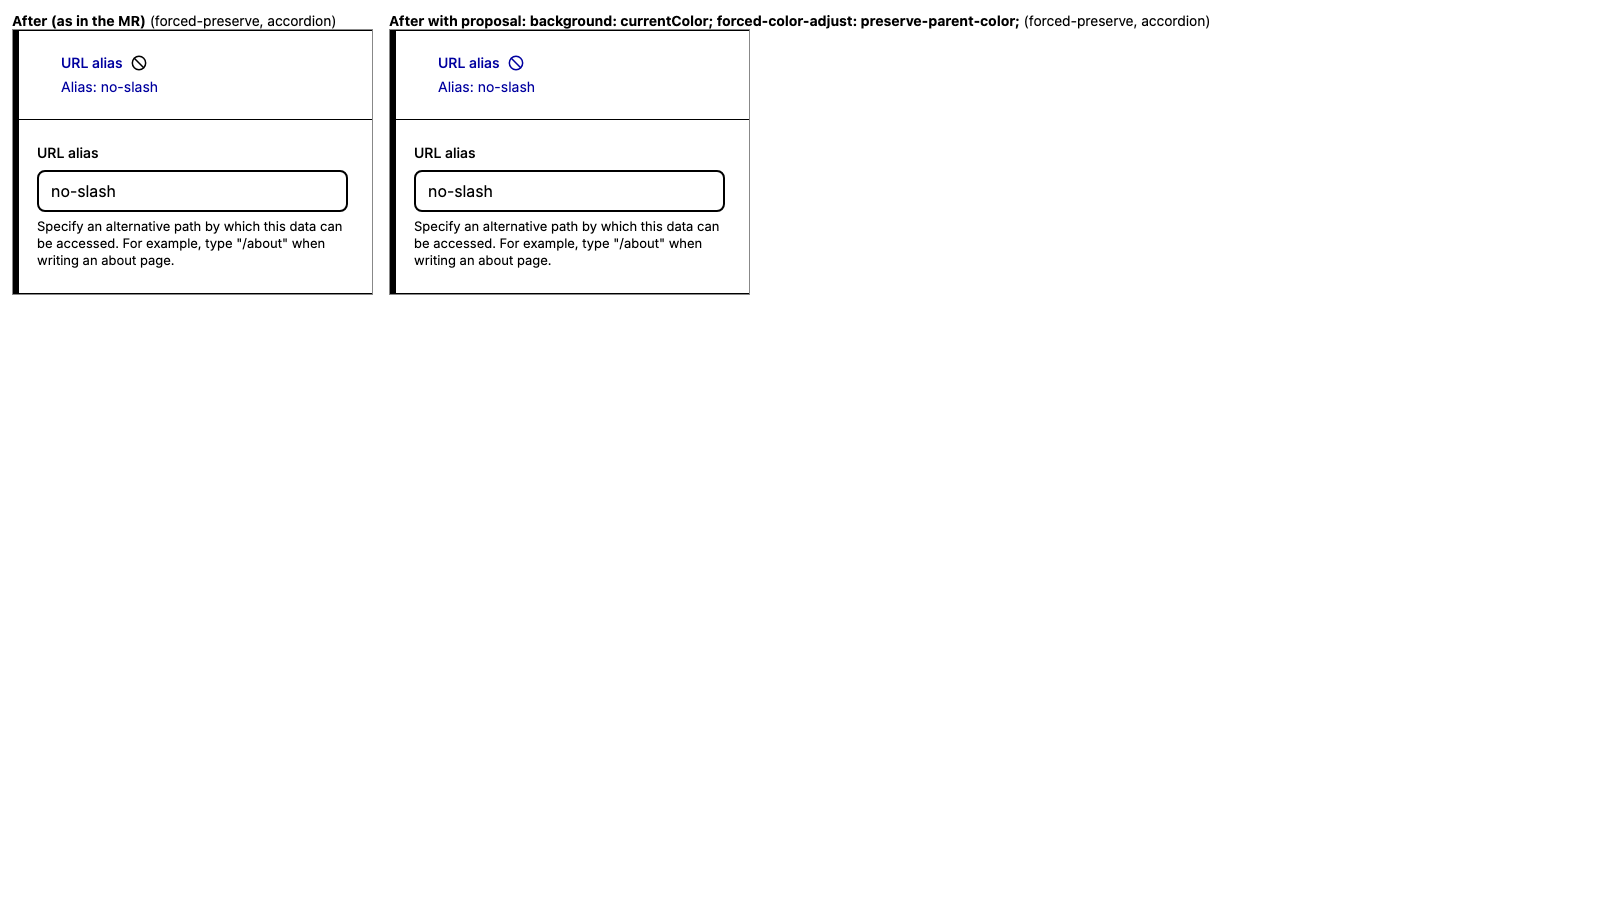 After (as in the MR) (forced-preserve, accordion)
URL alias
Alias: no-slash
URL alias
no-slash
Specify an alternative path by which this data can
be accessed. For example, type "/about" when
writing an about page.
After with proposal: background: currentColor; forced-color-adjust: preserve-parent-color; (forced-preserve, accordion)
URL alias
Alias: no-slash
URL alias
no-slash
Specify an alternative path by which this data can
be accessed. For example, type "/about" when
writing an about page.